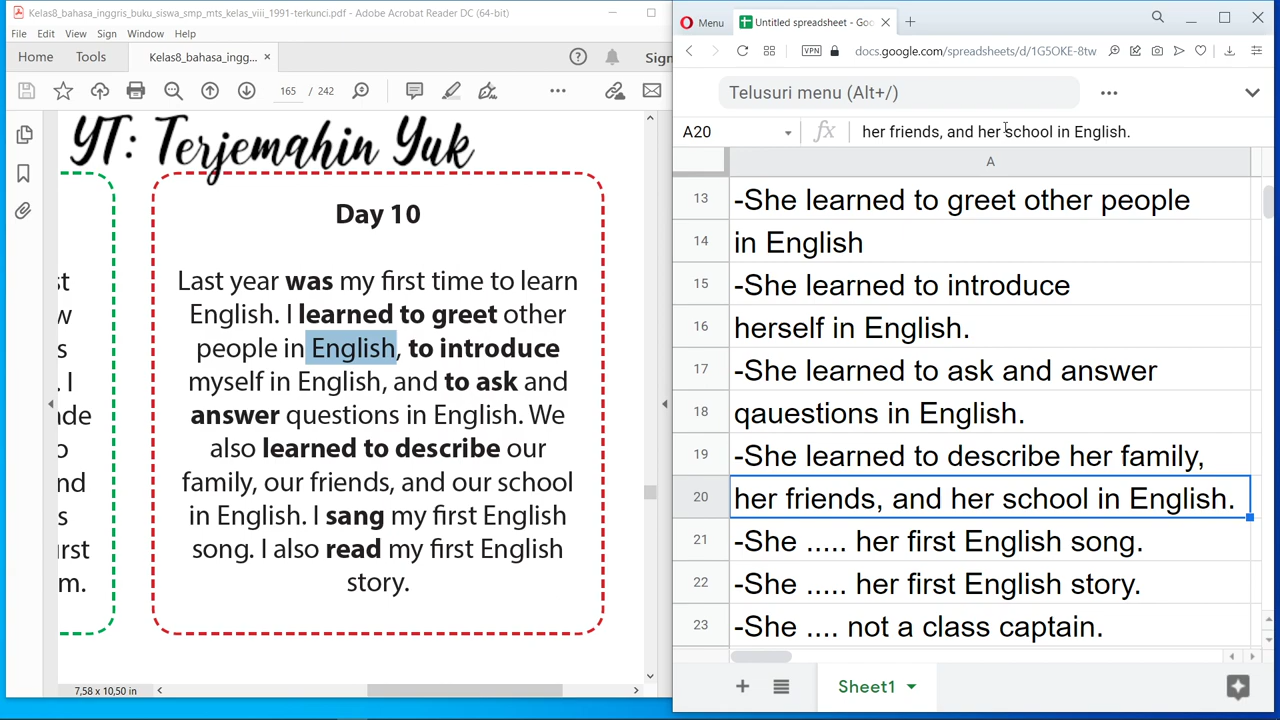 Kelas8_bahasa_inggris_buku_siswa_smp_mts_kelas_viii_1991-terkunci.pdf - Adobe Acrobat Reader DC (64-bit)
File Edit View Sign Window Help
Home Tools Kelas8_bahasa_ingg... × Sign
165 / 242
YT: Terjemahin Yuk
st
w
s
. I
ade
o
nd
s
ırst
m.
Day 10
Last year was my first time to learn
English. I learned to greet other
people in English, to introduce
myself in English, and to ask and
answer questions in English. We
also learned to describe our
family, our friends, and our school
in English. I sang my first English
song. I also read my first English
story.
7,58 x 10,50 in
Menu Untitled spreadsheet - Goo
VPN docs.google.com/spreadsheets/d/1G5OKE-8tw
Telusuri menu (Alt+/)
A20 fx her friends, and her school in English.
A
13 -She learned to greet other people
14 in English
15 -She learned to introduce
16 herself in English.
17 -She learned to ask and answer
18 qauestions in English.
19 -She learned to describe her family,
20 her friends, and her school in English.
21 -She ..... her first English song.
22 -She ..... her first English story.
23 -She .... not a class captain.
Sheet1